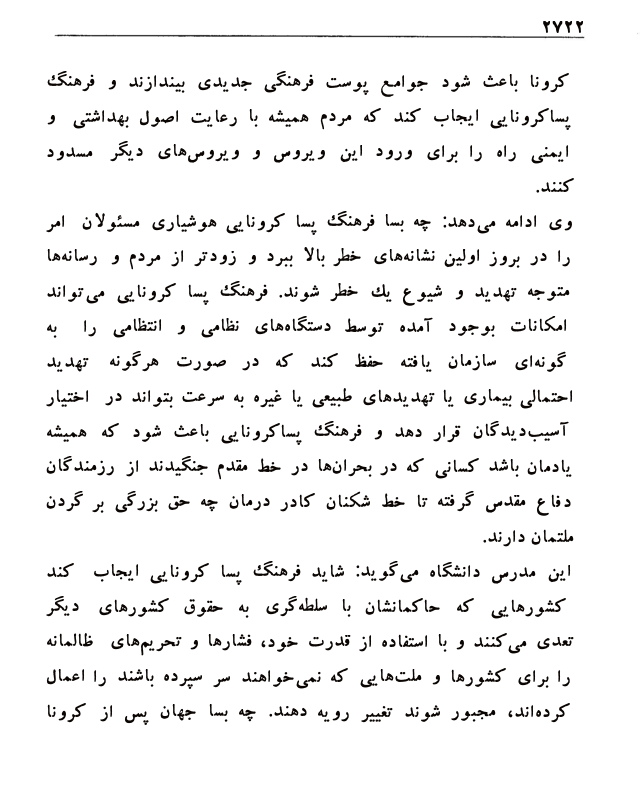 ۲۷۲۲
کرونا باعث شود جوامع پوست فرهنگی جدیدی بیندازند و فرهنگ
پساکرونایی ایجاب کند که مردم همیشه با رعایت اصول بهداشتی و
ایمنی راه را برای ورود این ویروس و ویروس‌های دیگر مسدود
کنند.
وی ادامه می‌دهد: چه بسا فرهنگ پسا کرونایی هوشیاری مسئولان امر
را در بروز اولین نشانه‌های خطر بالا ببرد و زودتر از مردم و رسانه‌ها
متوجه تهدید و شیوع یك خطر شوند. فرهنگ پسا کرونایی می‌تواند
امکانات بوجود آمده توسط دستگاه‌های نظامی و انتظامی را به
گونه‌ای سازمان یافته حفظ کند که در صورت هرگونه تهدید
احتمالی بیماری یا تهدیدهای طبیعی یا غیره به سرعت بتواند در اختیار
آسیب‌دیدگان قرار دهد و فرهنگ پساکرونایی باعث شود که همیشه
یادمان باشد کسانی که در بحران‌ها در خط مقدم جنگیدند از رزمندگان
دفاع مقدس گرفته تا خط شکنان کادر درمان چه حق بزرگی بر گردن
ملتمان دارند.
این مدرس دانشگاه می‌گوید: شاید فرهنگ پسا کرونایی ایجاب کند
کشورهایی که حاکمانشان با سلطه‌گری به حقوق کشورهای دیگر
تعدی می‌کنند و با استفاده از قدرت خود، فشارها و تحریم‌های ظالمانه
را برای کشورها و ملت‌هایی که نمی‌خواهند سر سپرده باشند را اعمال
کرده‌اند، مجبور شوند تغییر رویه دهند. چه بسا جهان پس از کرونا